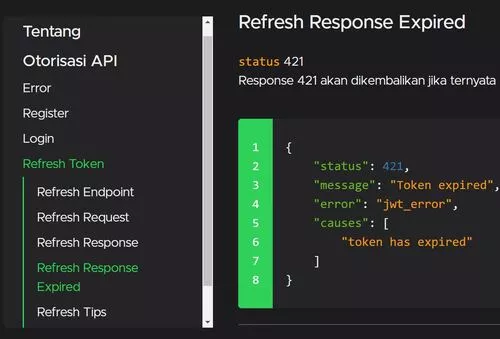 Tentang
Otorisasi API
Error
Register
Login
Refresh Token
Refresh Endpoint
Refresh Request
Refresh Response
Refresh Response
Expired
Refresh Tips
Refresh Response Expired
status 421
Response 421 akan dikembalikan jika ternyata
1 {
2 "status": 421,
3 "message": "Token expired",
4 "error": "jwt_error",
5 "causes": [
6 "token has expired"
7 ]
8 }